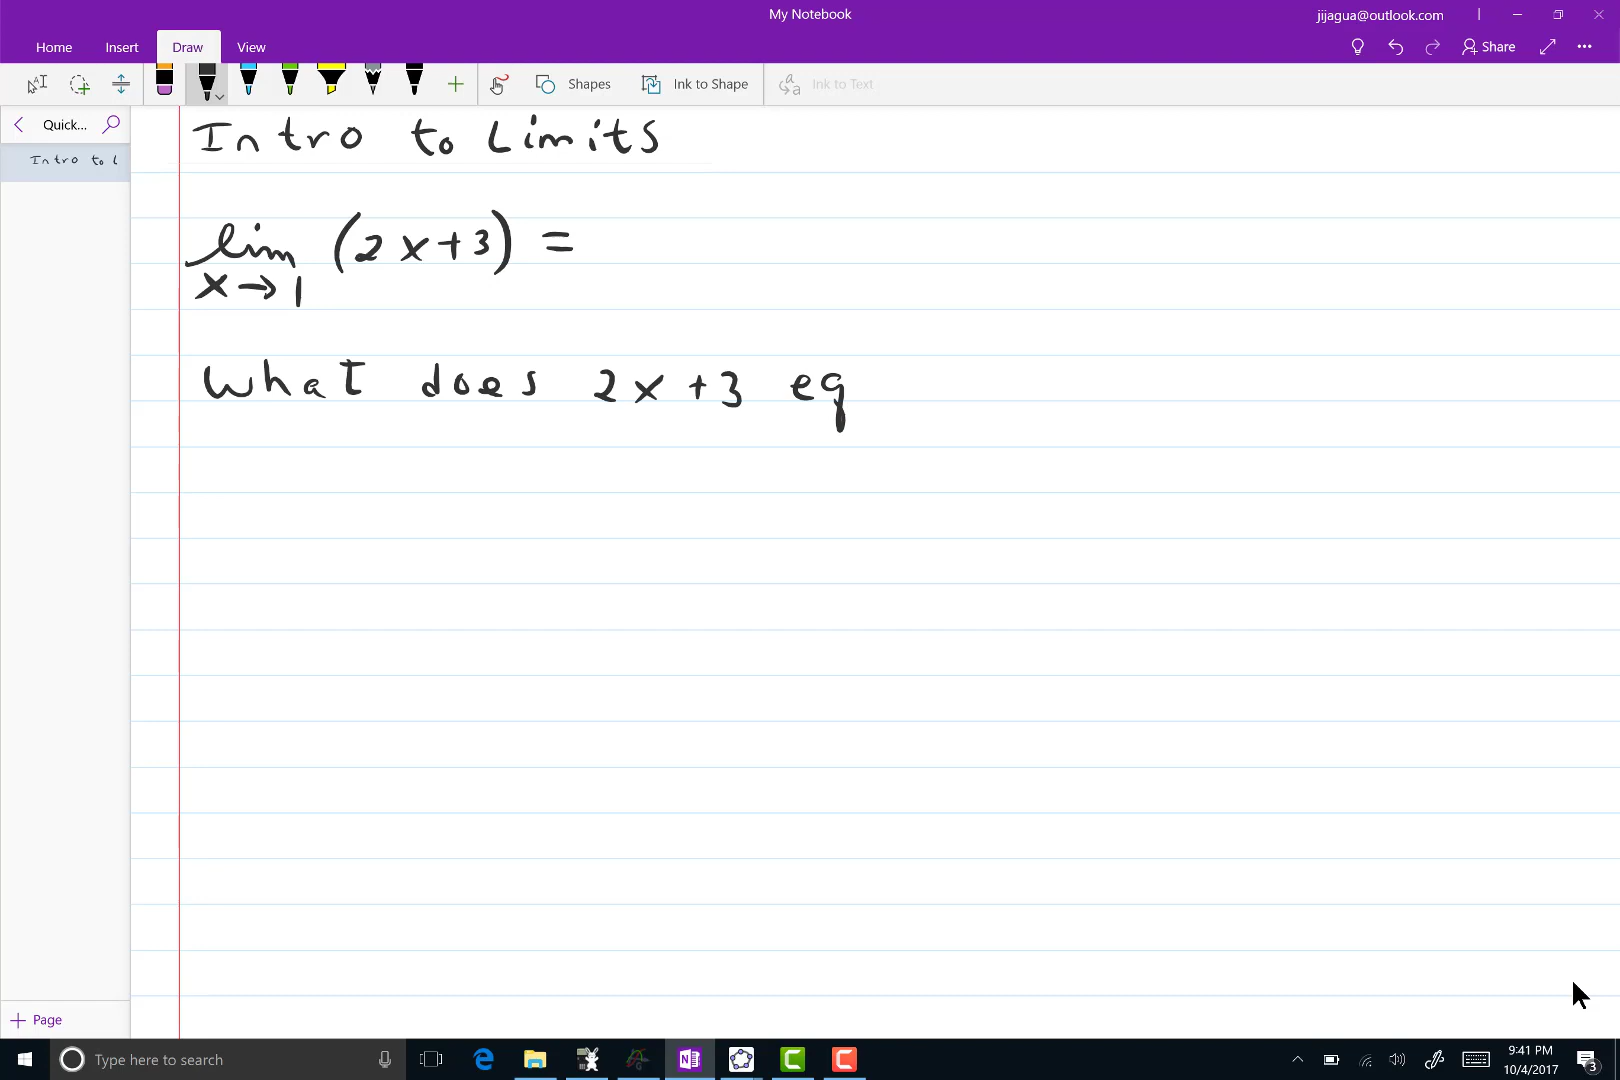 My Notebook
jijagua@outlook.com
Home Insert Draw View
Share
Shapes
Ink to Shape
Ink to Text
Quick...
Intro to L
Intro to Limits
lim (2x+3) =
x→1
What does 2x+3 eq
+ Page
Type here to search
9:41 PM
10/4/2017
3